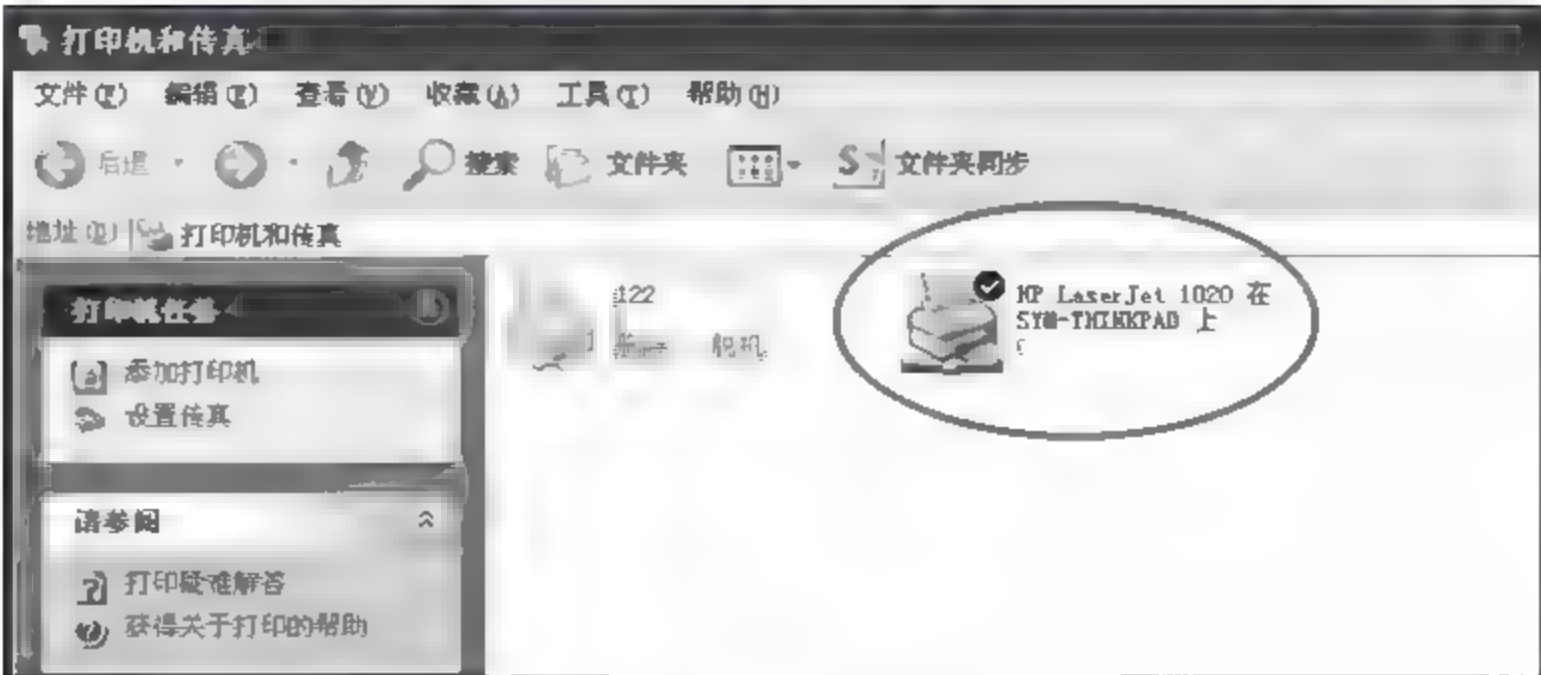 打印机和传真
文件(F) 编辑(E) 查看(V) 收藏(A) 工具(T) 帮助(H)
后退 搜索 文件夹 文件夹同步
地址(D) 打印机和传真
打印机任务
添加打印机
设置传真
请参阅
打印疑难解答
获得关于打印的帮助
122
脱机
HP LaserJet 1020 在
SYM-THINKPAD 上